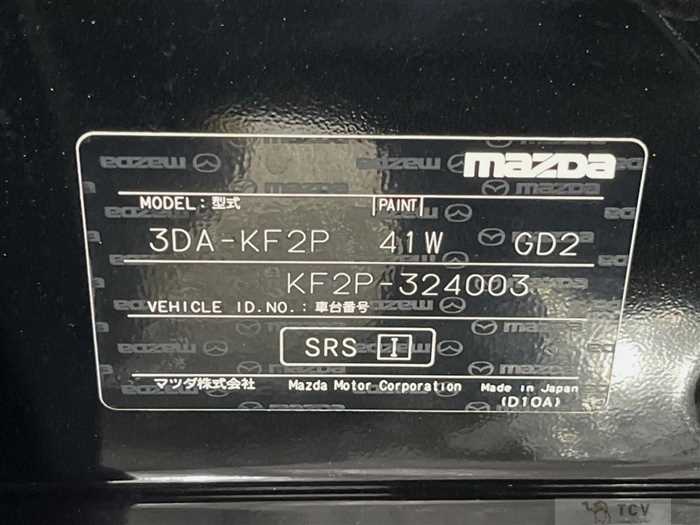 mazda
MODEL: 型式 PAINT
3DA-KF2P 41W GD2
KF2P-324003
VEHICLE ID.NO.: 車台番号
SRS I
マツダ株式会社 Mazda Motor Corporation Made in Japan
(D10A)
TCV